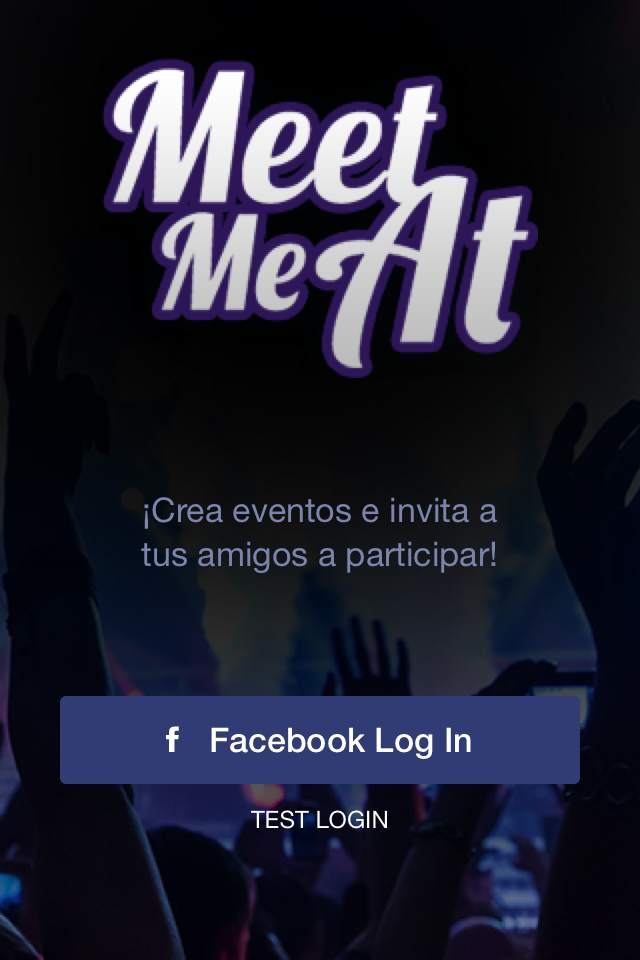 Meet
Me At
¡Crea eventos e invita a
tus amigos a participar!
f Facebook Log In
TEST LOGIN